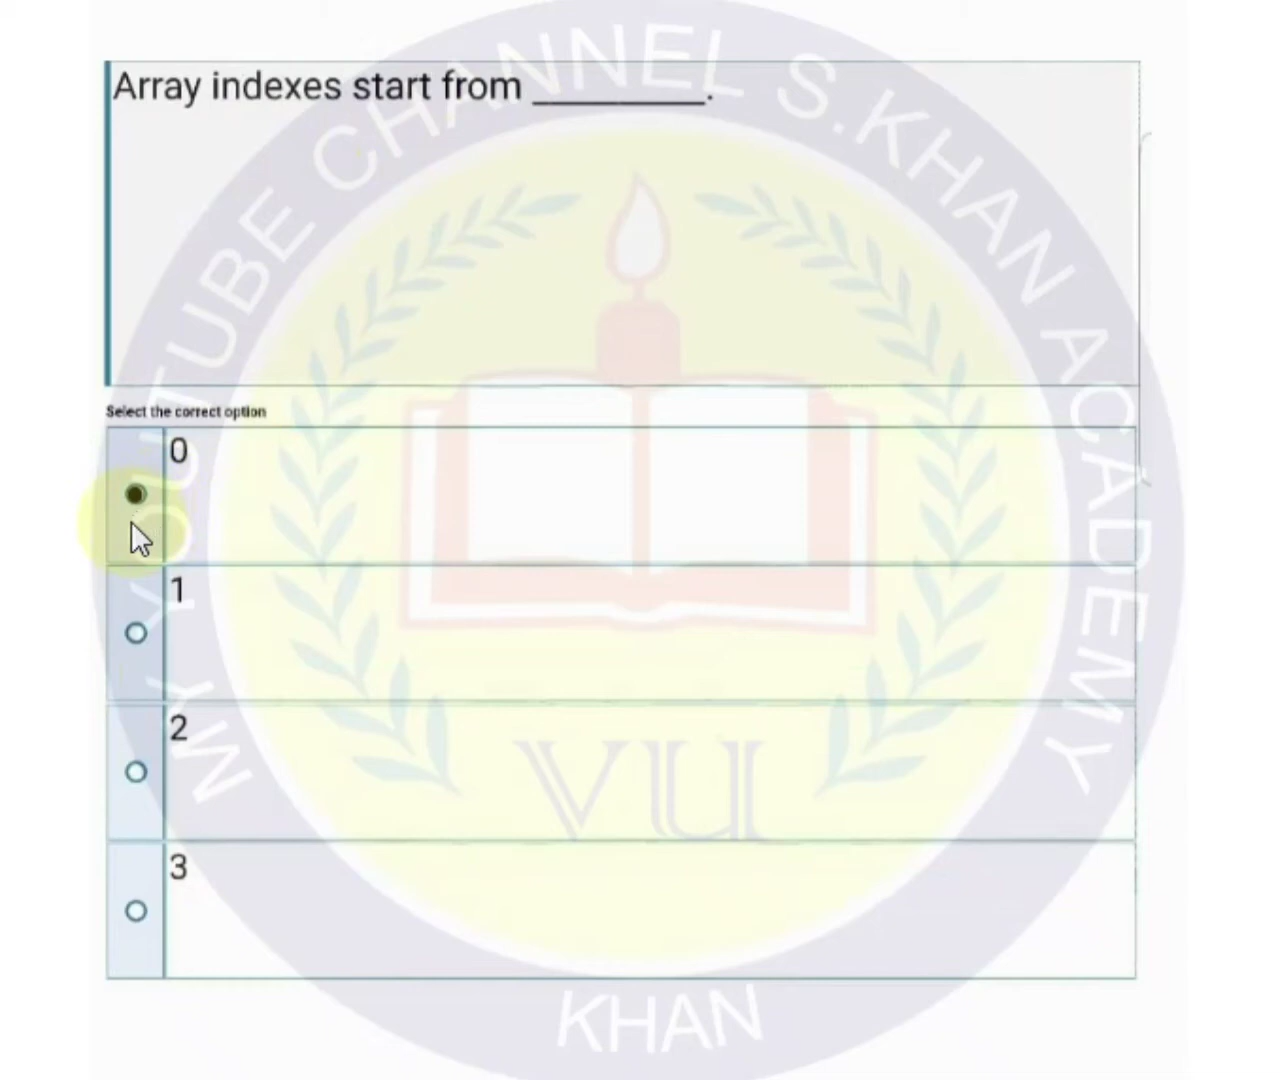 Array indexes start from __________.
Select the correct option
0
1
2
3
MY YOUTUBE CHANNEL S.KHAN ACADEMY
VU
KHAN